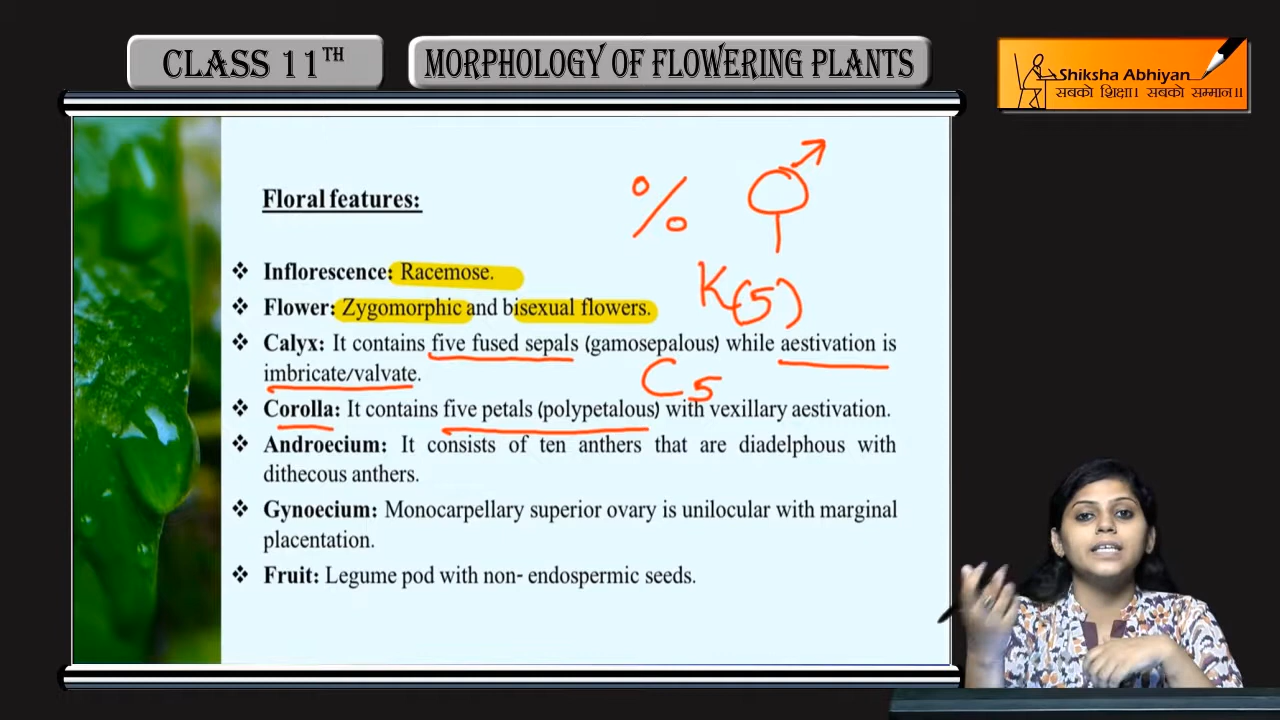 CLASS 11TH
MORPHOLOGY OF FLOWERING PLANTS
Shiksha Abhiyan
सबको शिक्षा। सबको सम्मान॥
Floral features:
%
❖ Inflorescence: Racemose.
K(5)
❖ Flower: Zygomorphic and bisexual flowers.
❖ Calyx: It contains five fused sepals (gamosepalous) while aestivation is
imbricate/valvate.
C5
❖ Corolla: It contains five petals (polypetalous) with vexillary aestivation.
❖ Androecium: It consists of ten anthers that are diadelphous with
dithecous anthers.
❖ Gynoecium: Monocarpellary superior ovary is unilocular with marginal
placentation.
❖ Fruit: Legume pod with non- endospermic seeds.